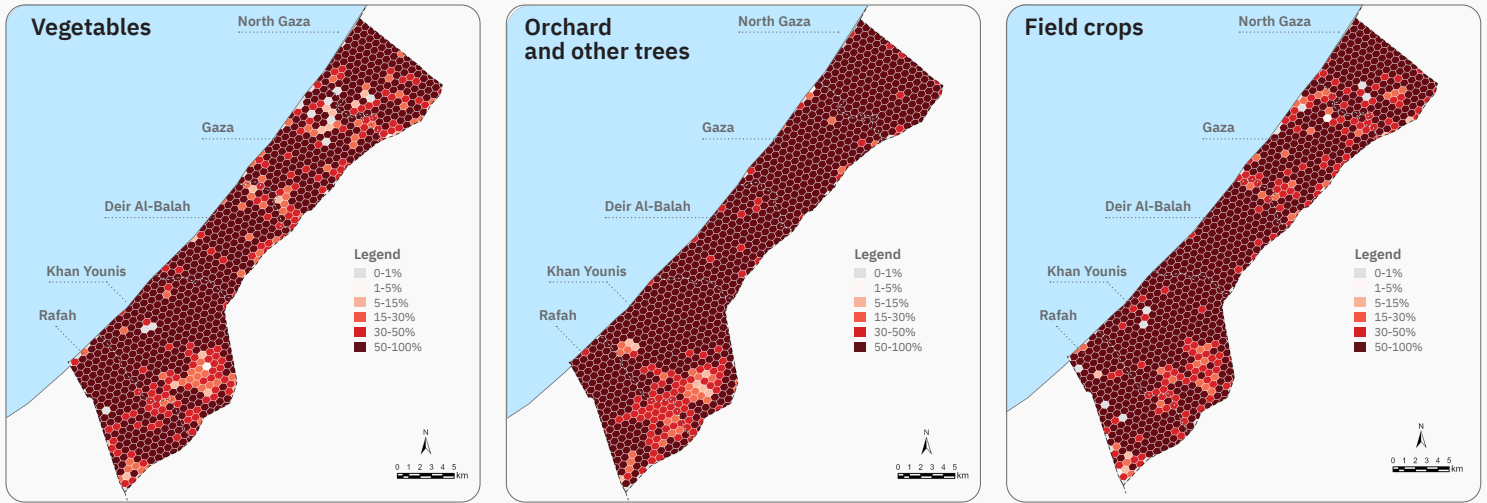 Vegetables
North Gaza
Gaza
Deir Al-Balah
Khan Younis
Rafah
Legend
0-1%
1-5%
5-15%
15-30%
30-50%
50-100%
N
0 1 2 3 4 5
km
Orchard
and other trees
North Gaza
Gaza
Deir Al-Balah
Khan Younis
Rafah
Legend
0-1%
1-5%
5-15%
15-30%
30-50%
50-100%
N
0 1 2 3 4 5
km
Field crops
North Gaza
Gaza
Deir Al-Balah
Khan Younis
Rafah
Legend
0-1%
1-5%
5-15%
15-30%
30-50%
50-100%
N
0 1 2 3 4 5
km